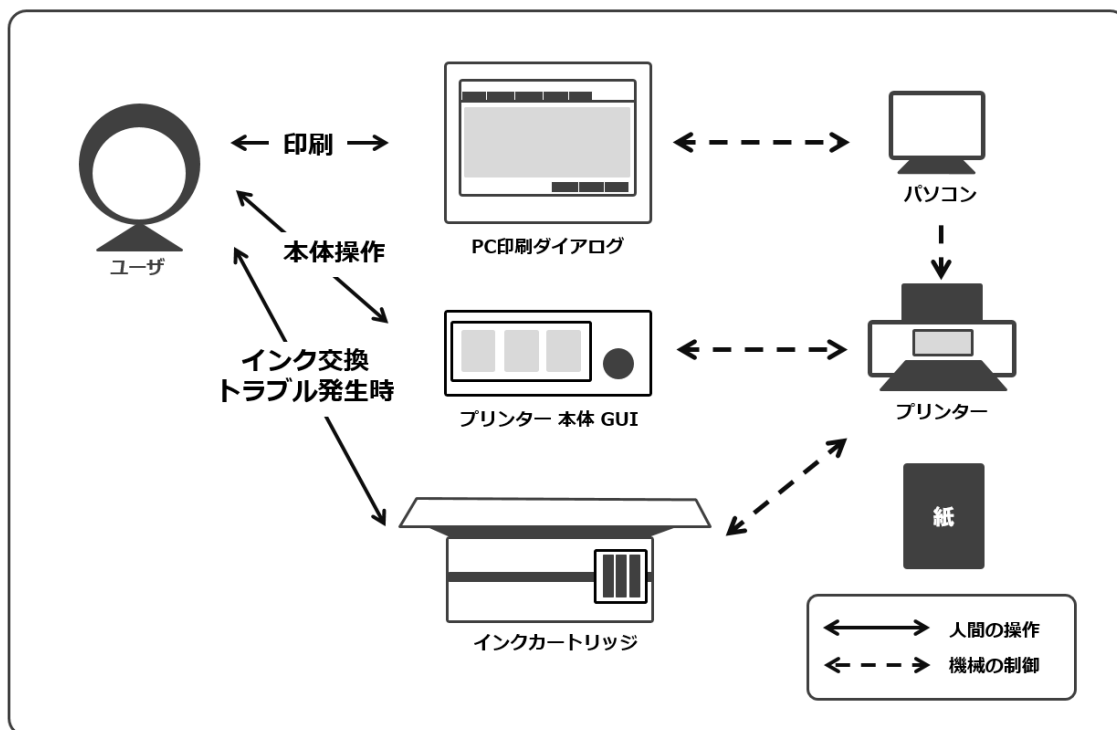 印刷
PC印刷ダイアログ
パソコン
ユーザ
本体操作
インク交換
トラブル発生時
プリンター 本体 GUI
プリンター
紙
インクカートリッジ
人間の操作
機械の制御